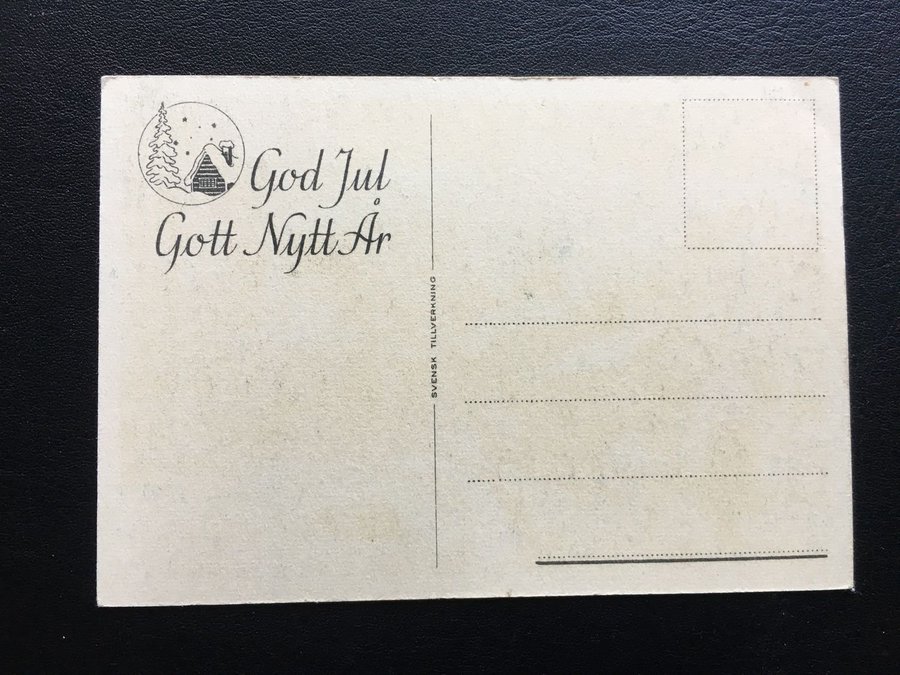 God Jul
Gott Nytt År
SVENSK TILLVERKNING